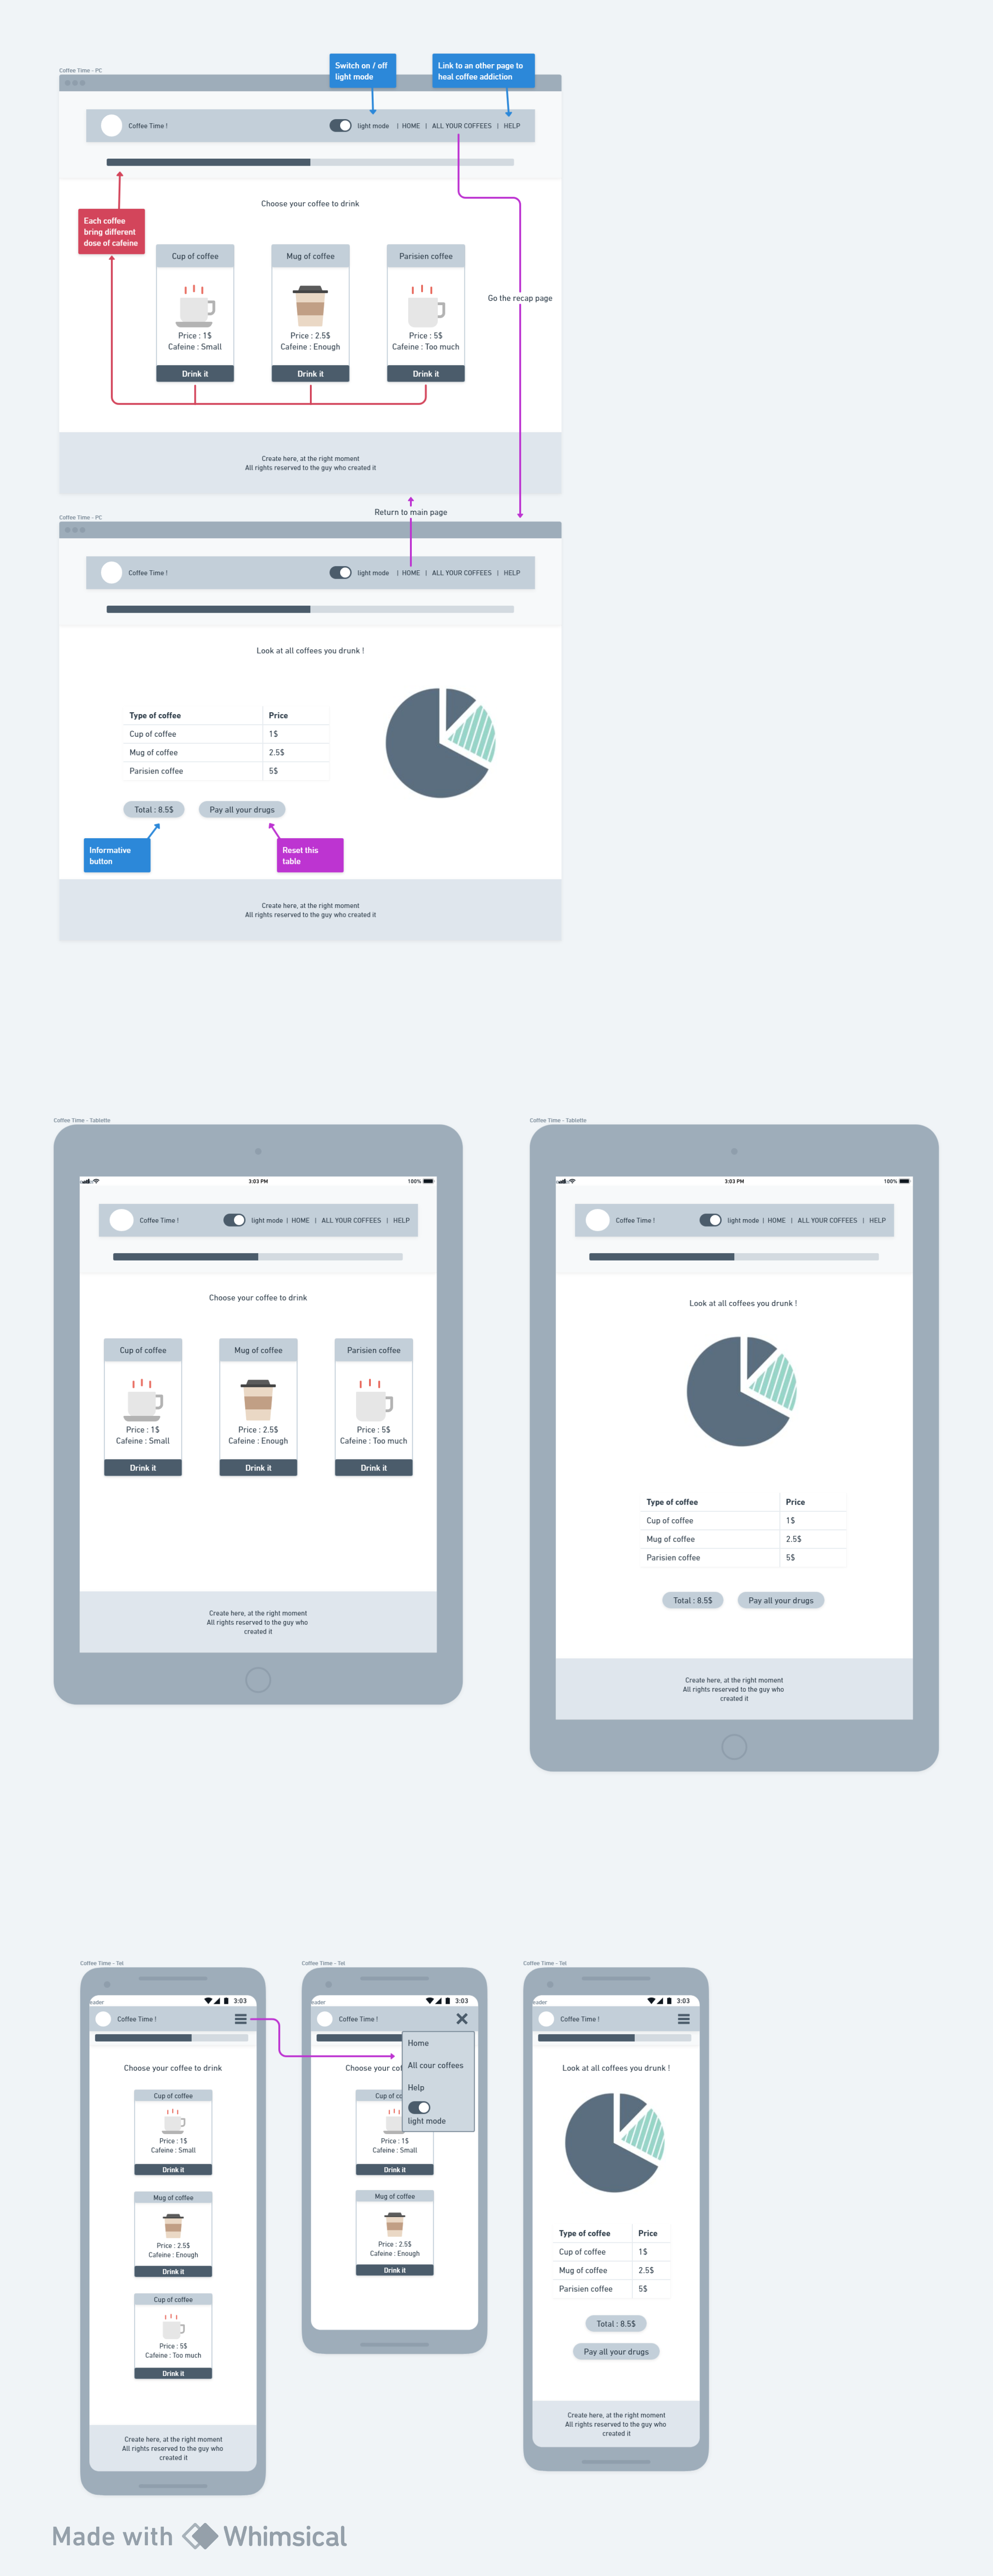 Switch on / off
light mode
Link to an other page to
heal coffee addiction
Coffee Time - PC
Coffee Time !
light mode | HOME | ALL YOUR COFFEES | HELP
Choose your coffee to drink
Each coffee
bring different
dose of cafeine
Cup of coffee
Price : 1$
Cafeine : Small
Drink it
Mug of coffee
Price : 2.5$
Cafeine : Enough
Drink it
Parisien coffee
Price : 5$
Cafeine : Too much
Drink it
Go the recap page
Create here, at the right moment
All rights reserved to the guy who created it
Return to main page
Coffee Time - PC
Coffee Time !
light mode | HOME | ALL YOUR COFFEES | HELP
Look at all coffees you drunk !
Type of coffee Price
Cup of coffee 1$
Mug of coffee 2.5$
Parisien coffee 5$
Total : 8.5$
Pay all your drugs
Informative
button
Reset this
table
Create here, at the right moment
All rights reserved to the guy who created it
Coffee Time - Tablette
3:03 PM
100%
Coffee Time !
light mode | HOME | ALL YOUR COFFEES | HELP
Choose your coffee to drink
Cup of coffee
Price : 1$
Cafeine : Small
Drink it
Mug of coffee
Price : 2.5$
Cafeine : Enough
Drink it
Parisien coffee
Price : 5$
Cafeine : Too much
Drink it
Create here, at the right moment
All rights reserved to the guy who
created it
Coffee Time - Tablette
3:03 PM
100%
Coffee Time !
light mode | HOME | ALL YOUR COFFEES | HELP
Look at all coffees you drunk !
Type of coffee Price
Cup of coffee 1$
Mug of coffee 2.5$
Parisien coffee 5$
Total : 8.5$
Pay all your drugs
Create here, at the right moment
All rights reserved to the guy who
created it
Coffee Time - Tel
eader
3:03
Coffee Time !
Choose your coffee to drink
Cup of coffee
Price : 1$
Cafeine : Small
Drink it
Mug of coffee
Price : 2.5$
Cafeine : Enough
Drink it
Cup of coffee
Price : 5$
Cafeine : Too much
Drink it
Create here, at the right moment
All rights reserved to the guy who
created it
Coffee Time - Tel
eader
3:03
Coffee Time !
Home
All cour coffees
Help
light mode
Choose your cof
Cup of co
Price : 1$
Cafeine : Small
Drink it
Mug of coffee
Price : 2.5$
Cafeine : Enough
Drink it
Coffee Time - Tel
eader
3:03
Coffee Time !
Look at all coffees you drunk !
Type of coffee Price
Cup of coffee 1$
Mug of coffee 2.5$
Parisien coffee 5$
Total : 8.5$
Pay all your drugs
Create here, at the right moment
All rights reserved to the guy who
created it
Made with Whimsical